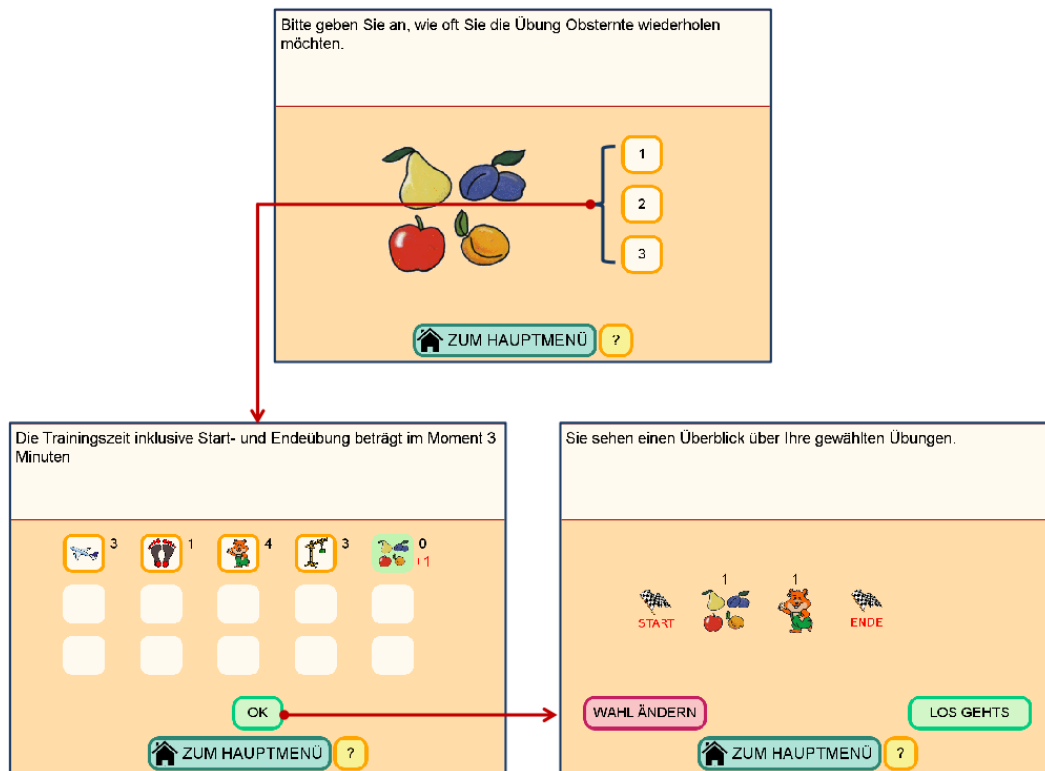 Bitte geben Sie an, wie oft Sie die Übung Obsternte wiederholen
möchten.
1
2
3
ZUM HAUPTMENÜ ?
Die Trainingszeit inklusive Start- und Endeübung beträgt im Moment 3
Minuten
3 1 4 3 0
+1
OK
ZUM HAUPTMENÜ ?
Sie sehen einen Überblick über Ihre gewählten Übungen.
1 1
START ENDE
WAHL ÄNDERN LOS GEHTS
ZUM HAUPTMENÜ ?